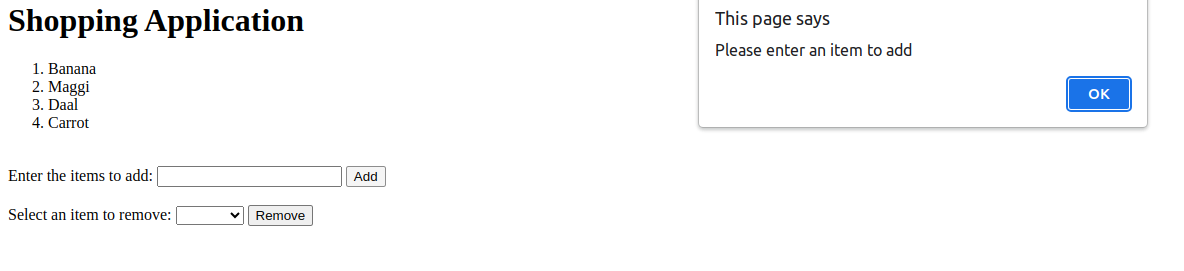 Shopping Application
1. Banana
2. Maggi
3. Daal
4. Carrot
Enter the items to add: Add
Select an item to remove: Remove
This page says
Please enter an item to add
OK